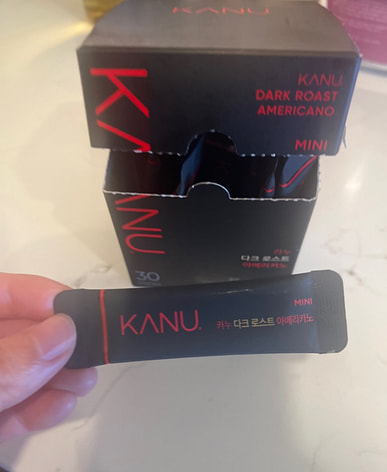 KANU
KANU.
KANU.
DARK ROAST
AMERICANO
MINI
KANU.
카누
다크 로스트
아메리카노
30
MINI
KANU.
카누 다크 로스트 아메리카노